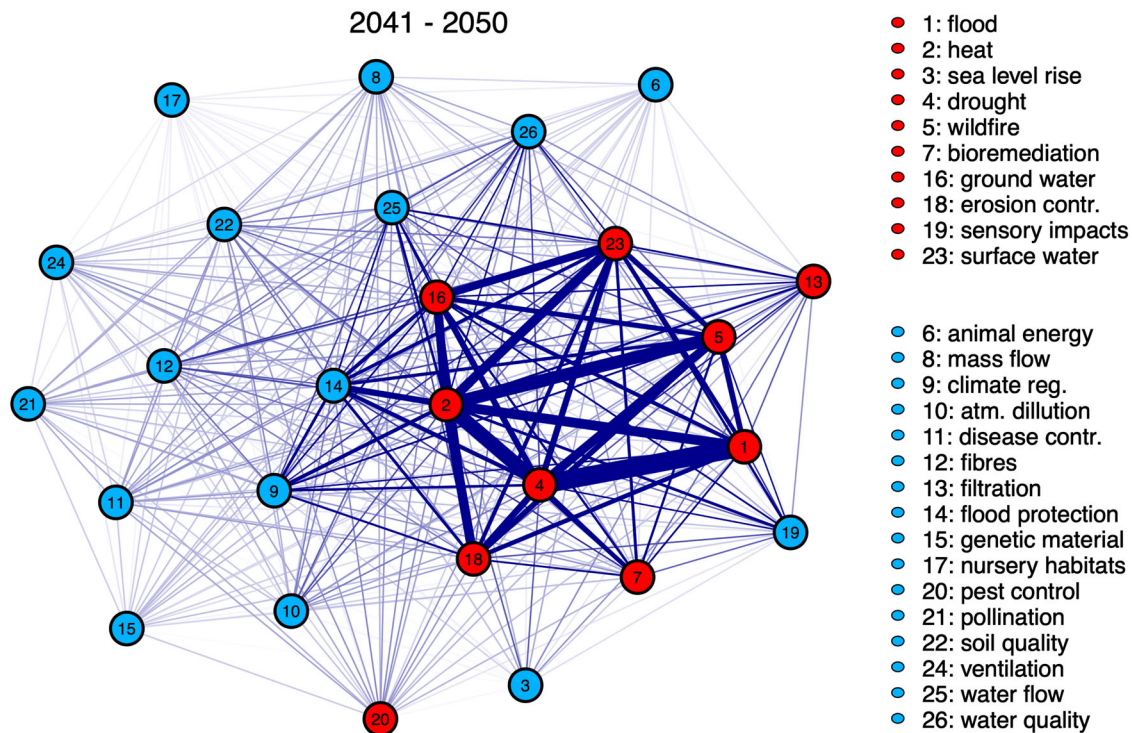 2041 - 2050
1: flood
2: heat
3: sea level rise
4: drought
5: wildfire
7: bioremediation
16: ground water
18: erosion contr.
19: sensory impacts
23: surface water
6: animal energy
8: mass flow
9: climate reg.
10: atm. dillution
11: disease contr.
12: fibres
13: filtration
14: flood protection
15: genetic material
17: nursery habitats
20: pest control
21: pollination
22: soil quality
24: ventilation
25: water flow
26: water quality
8
6
17
26
25
22
23
24
13
16
5
12
14
21
2
1
4
9
11
19
18
7
10
15
3
20